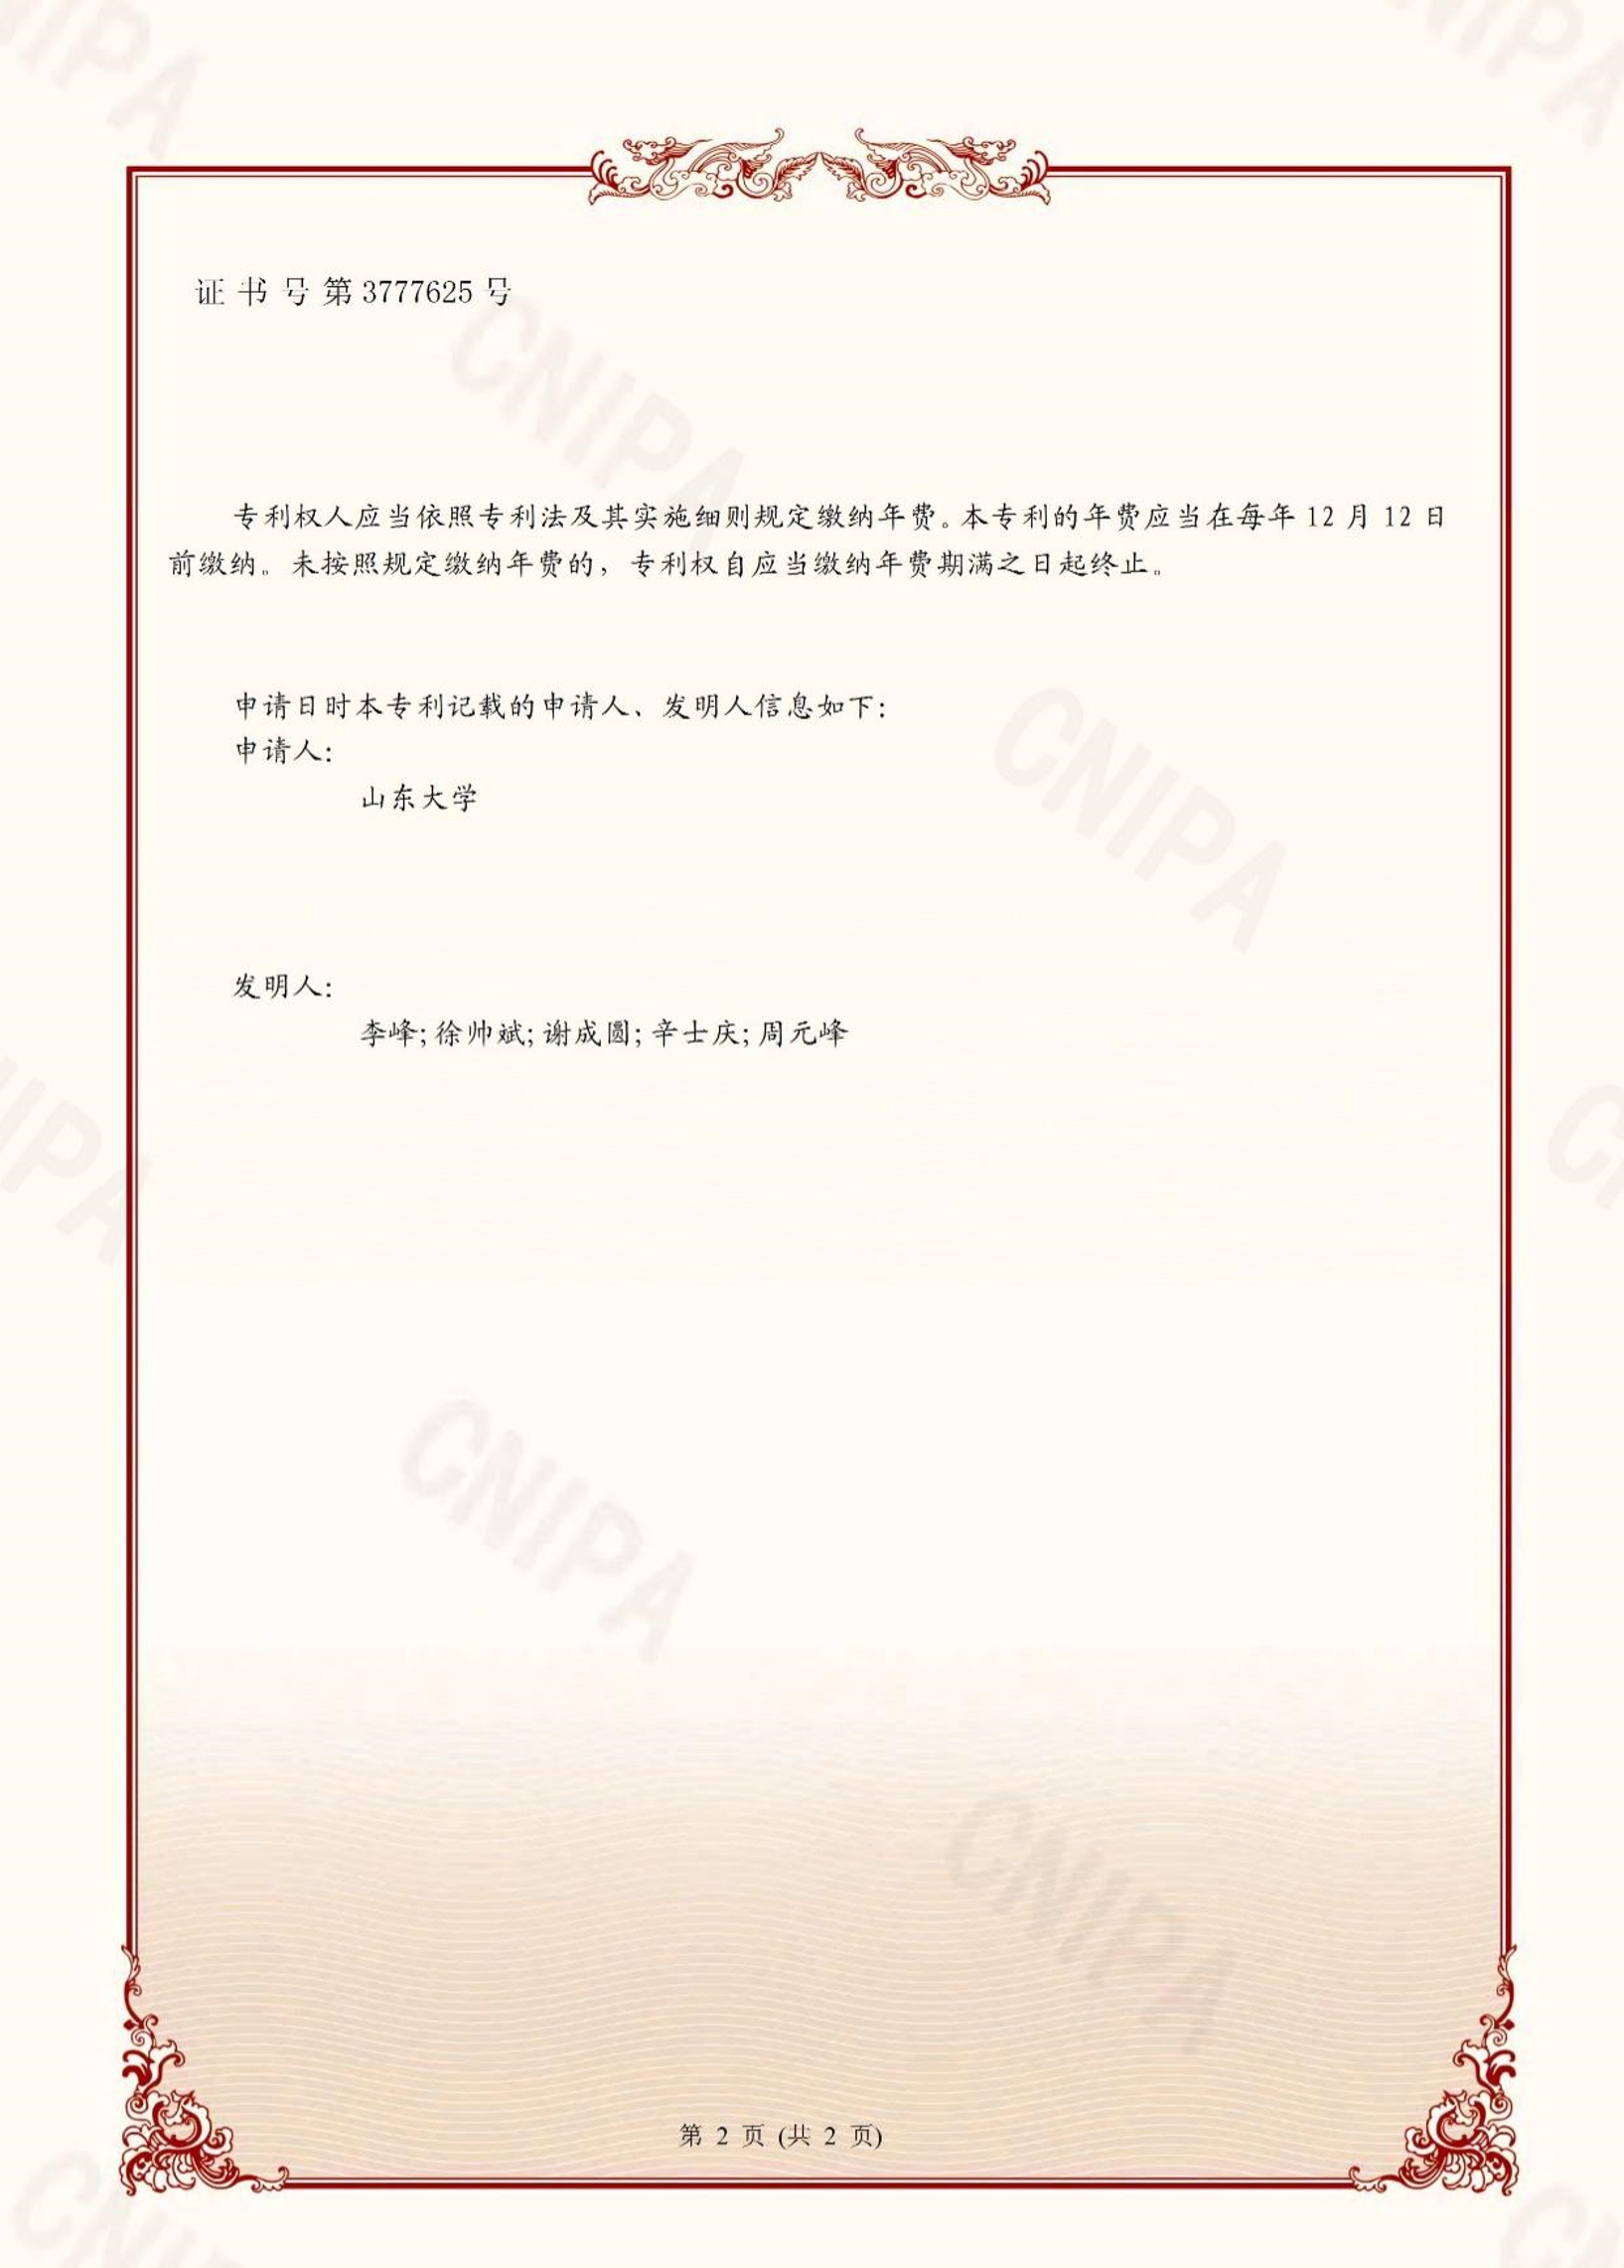 证书号第3777625号
专利权人应当依照专利法及其实施细则规定缴纳年费。本专利的年费应当在每年12月12日
前缴纳。未按照规定缴纳年费的，专利权自应当缴纳年费期满之日起终止。
申请日时本专利记载的申请人、发明人信息如下：
申请人：
山东大学
发明人：
李峰;徐帅斌;谢成圆;辛士庆;周元峰
第 2 页 (共 2 页)
CNIPA
CNIPA
CNIPA
CNIPA